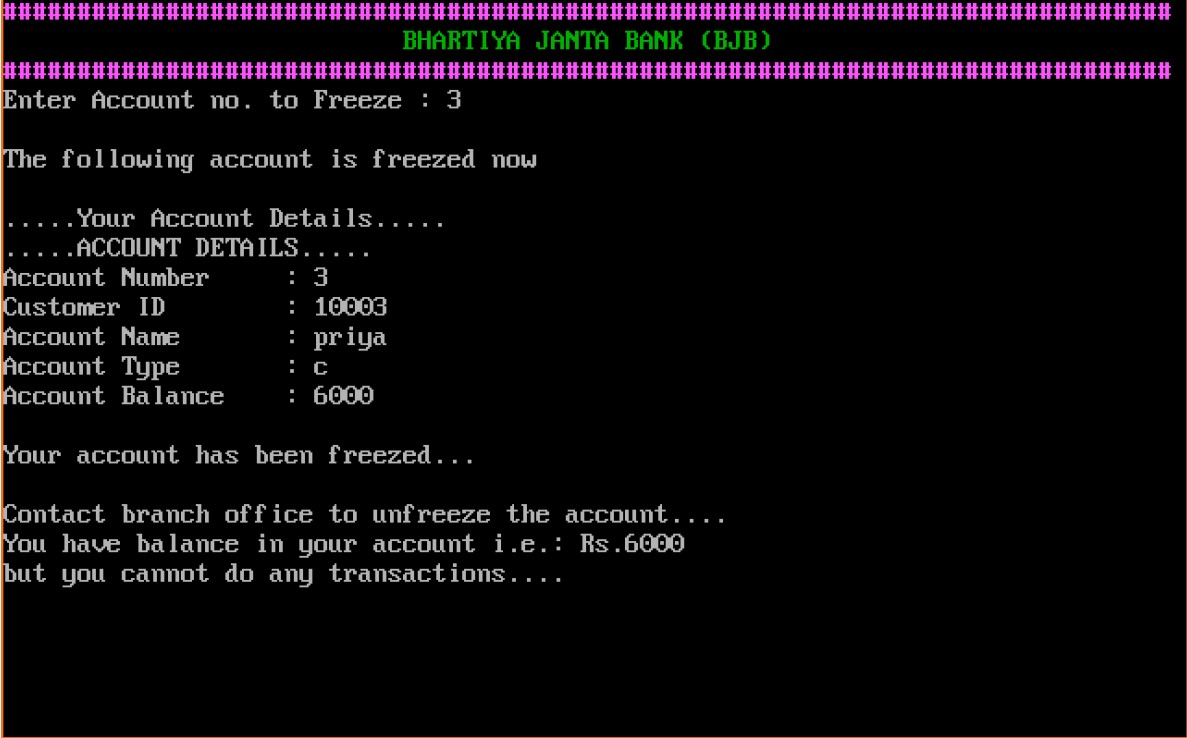 ###############################################################################
BHARTIYA JANTA BANK (BJB)
###############################################################################
Enter Account no. to Freeze : 3
The following account is freezed now
.....Your Account Details.....
.....ACCOUNT DETAILS.....
Account Number     : 3
Customer ID        : 10003
Account Name       : priya
Account Type       : c
Account Balance    : 6000
Your account has been freezed...
Contact branch office to unfreeze the account....
You have balance in your account i.e.: Rs.6000
but you cannot do any transactions....